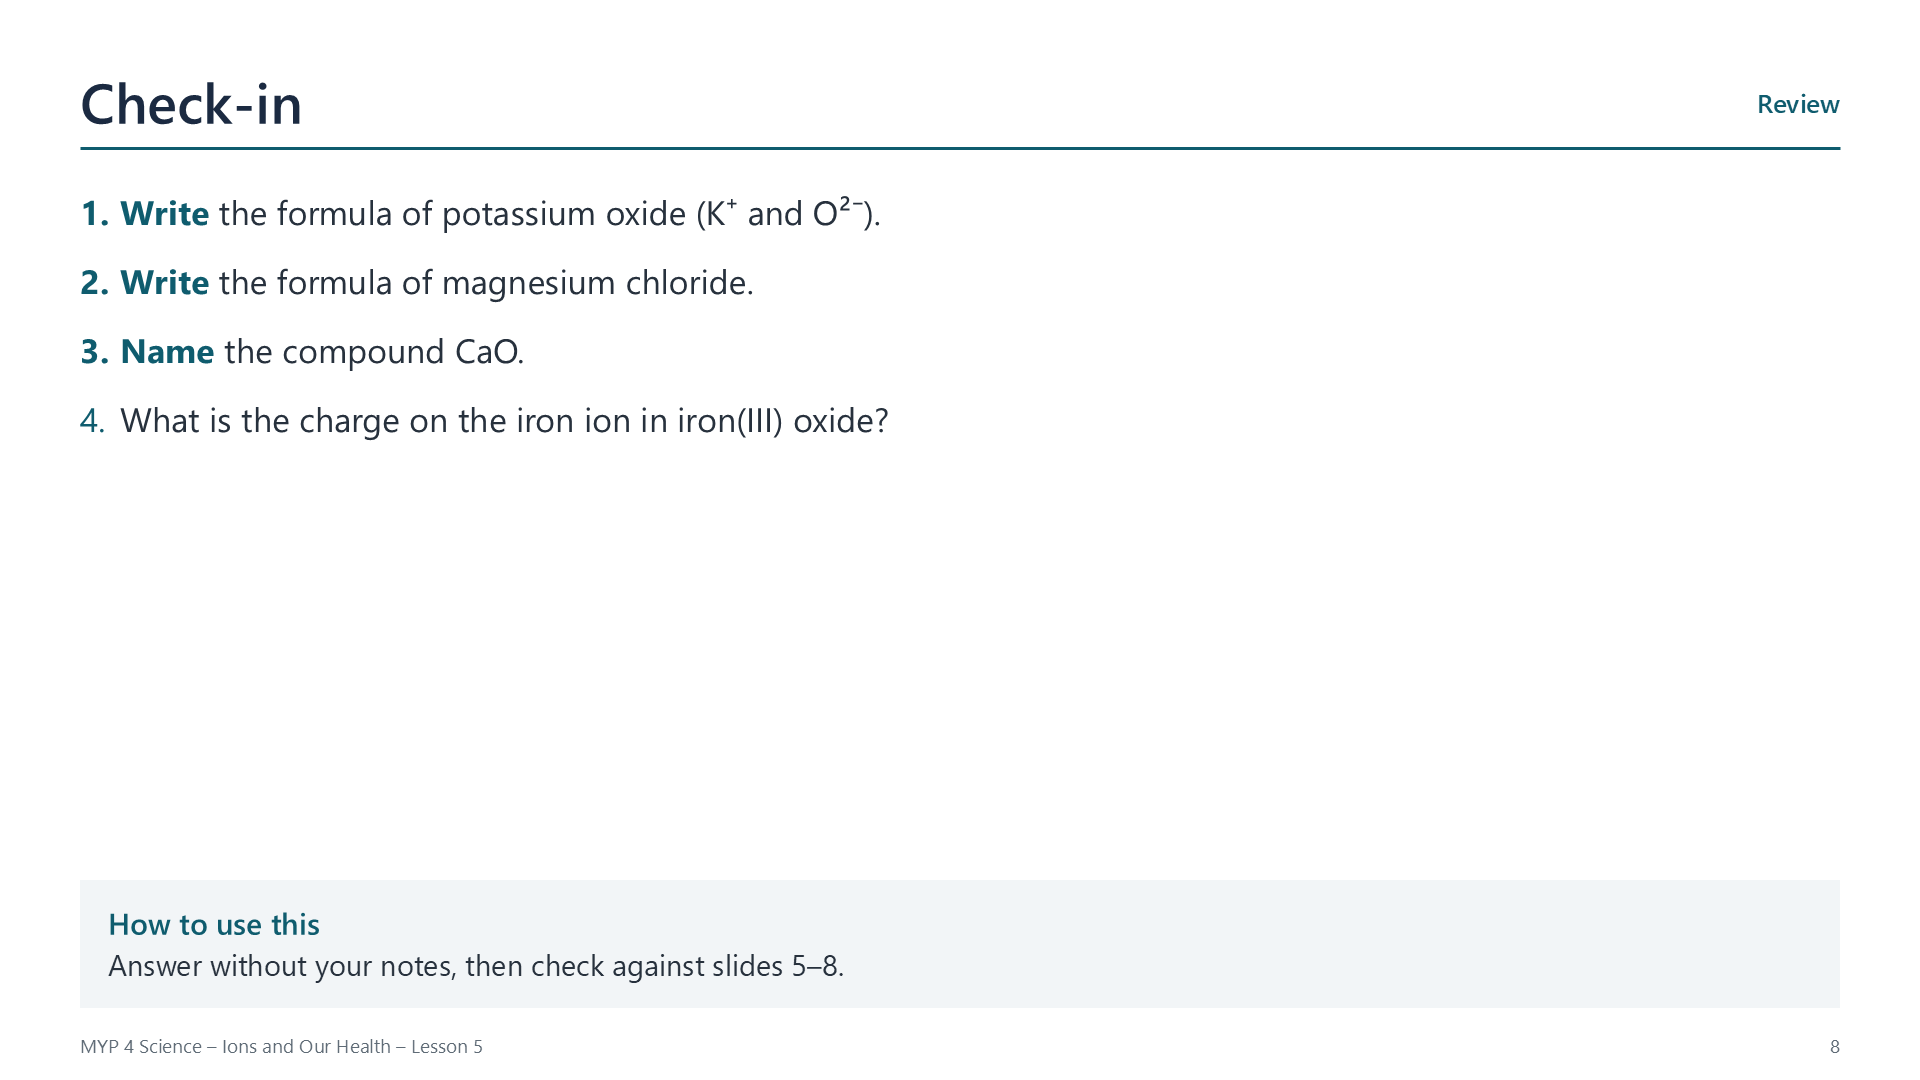 Check-in
Review
1. Write the formula of potassium oxide (K⁺ and O²⁻).
2. Write the formula of magnesium chloride.
3. Name the compound CaO.
4. What is the charge on the iron ion in iron(III) oxide?
How to use this
Answer without your notes, then check against slides 5–8.
MYP 4 Science – Ions and Our Health – Lesson 5
8